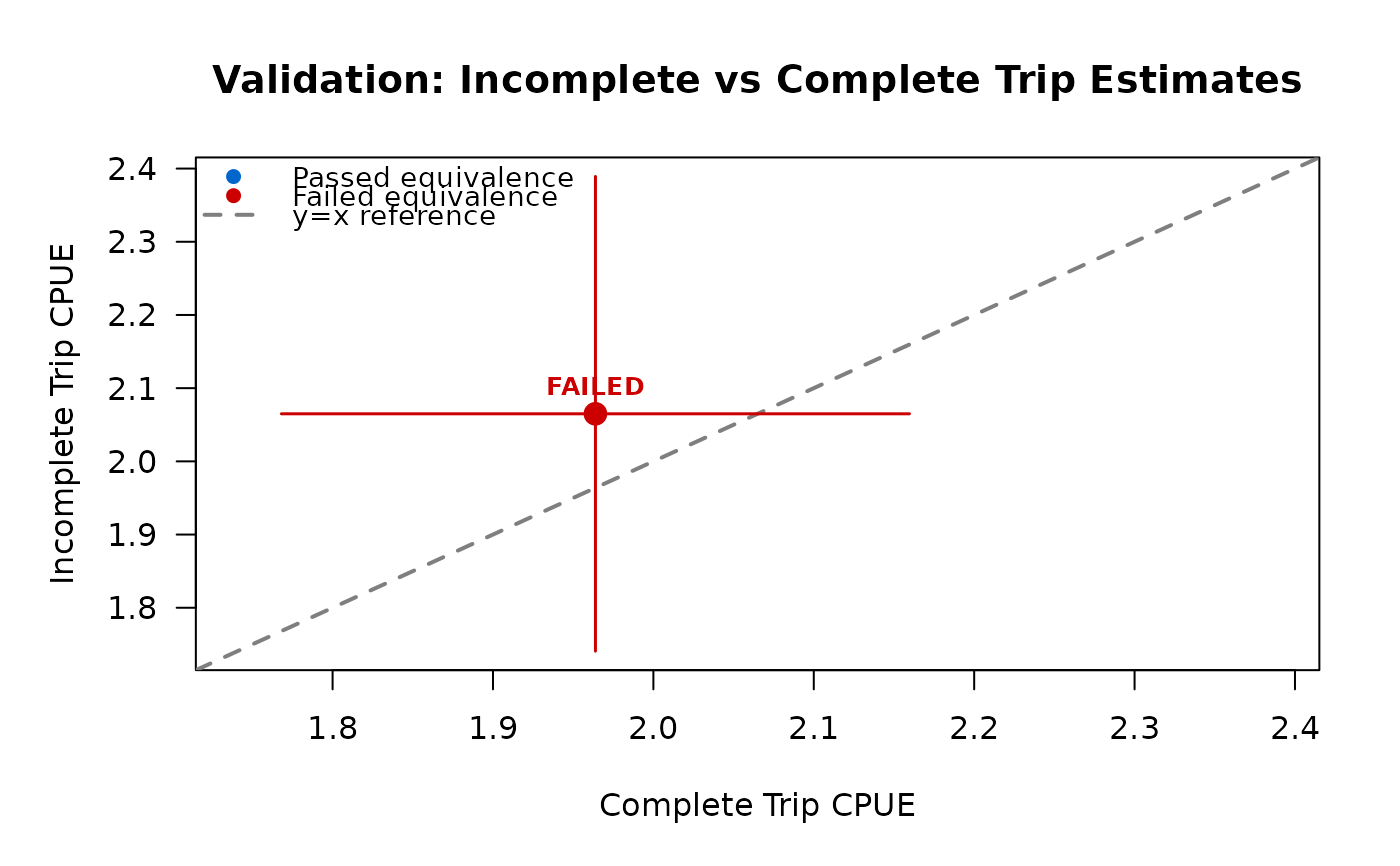 Validation: Incomplete vs Complete Trip Estimates
Passed equivalence
Failed equivalence
y=x reference
Incomplete Trip CPUE
2.4
2.3
2.2
2.1
2.0
1.9
1.8
FAILED
1.8 1.9 2.0 2.1 2.2 2.3 2.4
Complete Trip CPUE